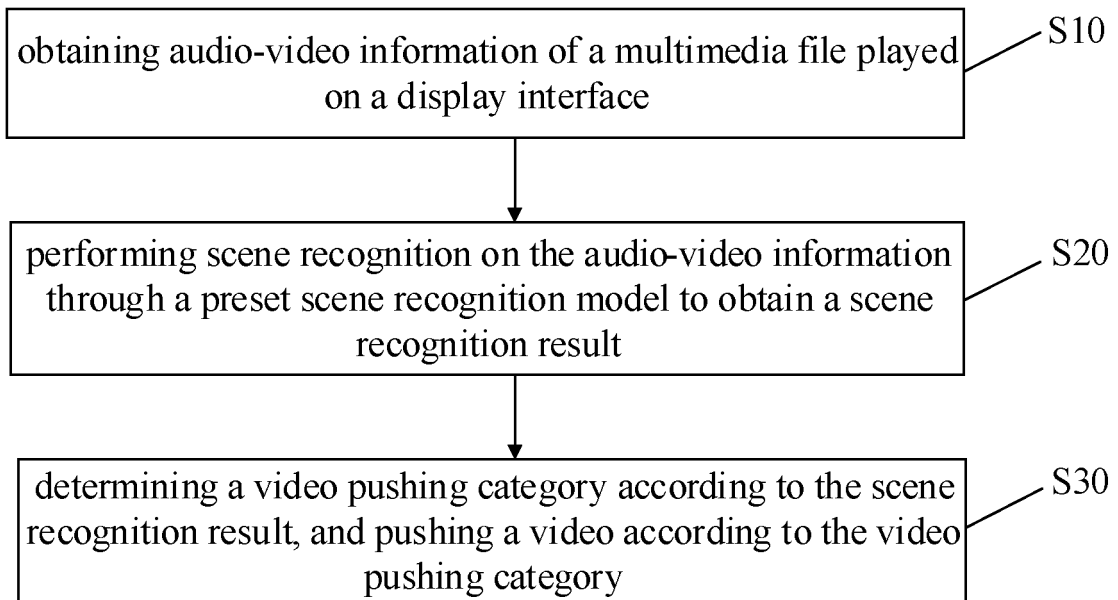 obtaining audio-video information of a multimedia file played
on a display interface
S10
performing scene recognition on the audio-video information
through a preset scene recognition model to obtain a scene
recognition result
S20
determining a video pushing category according to the scene
recognition result, and pushing a video according to the video
pushing category
S30